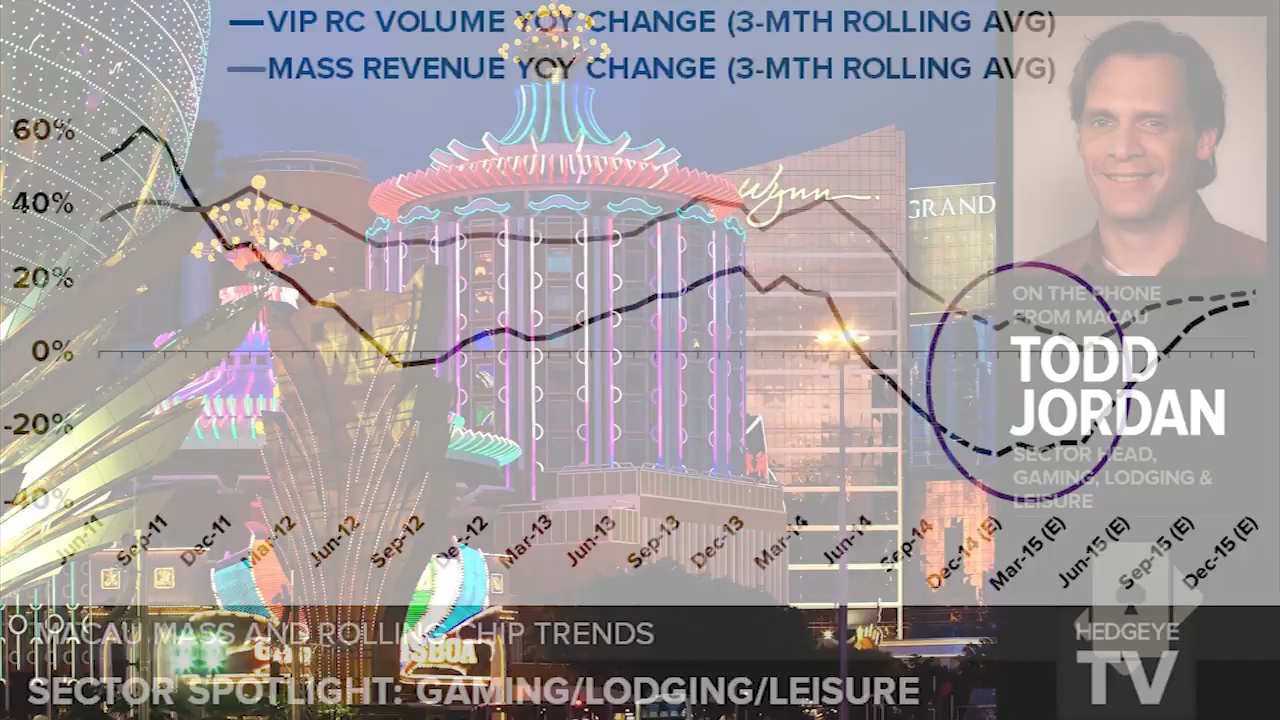 VIP RC VOLUME YOY CHANGE (3-MTH ROLLING AVG)
MASS REVENUE YOY CHANGE (3-MTH ROLLING AVG)
60%
40%
20%
0%
-20%
-40%
Jun-11
Sep-11
Dec-11
Mar-12
Jun-12
Sep-12
Dec-12
Mar-13
Jun-13
Sep-13
Dec-13
Mar-14
Jun-14
Sep-14
Dec-14 (E)
Mar-15 (E)
Jun-15 (E)
Sep-15 (E)
Dec-15 (E)
Wynn
GRAND
ON THE PHONE
FROM MACAU
TODD
JORDAN
SECTOR HEAD,
GAMING, LODGING &
LEISURE
MACAU MASS AND ROLLING CHIP TRENDS
SECTOR SPOTLIGHT: GAMING/LODGING/LEISURE
HEDGEYE
TV